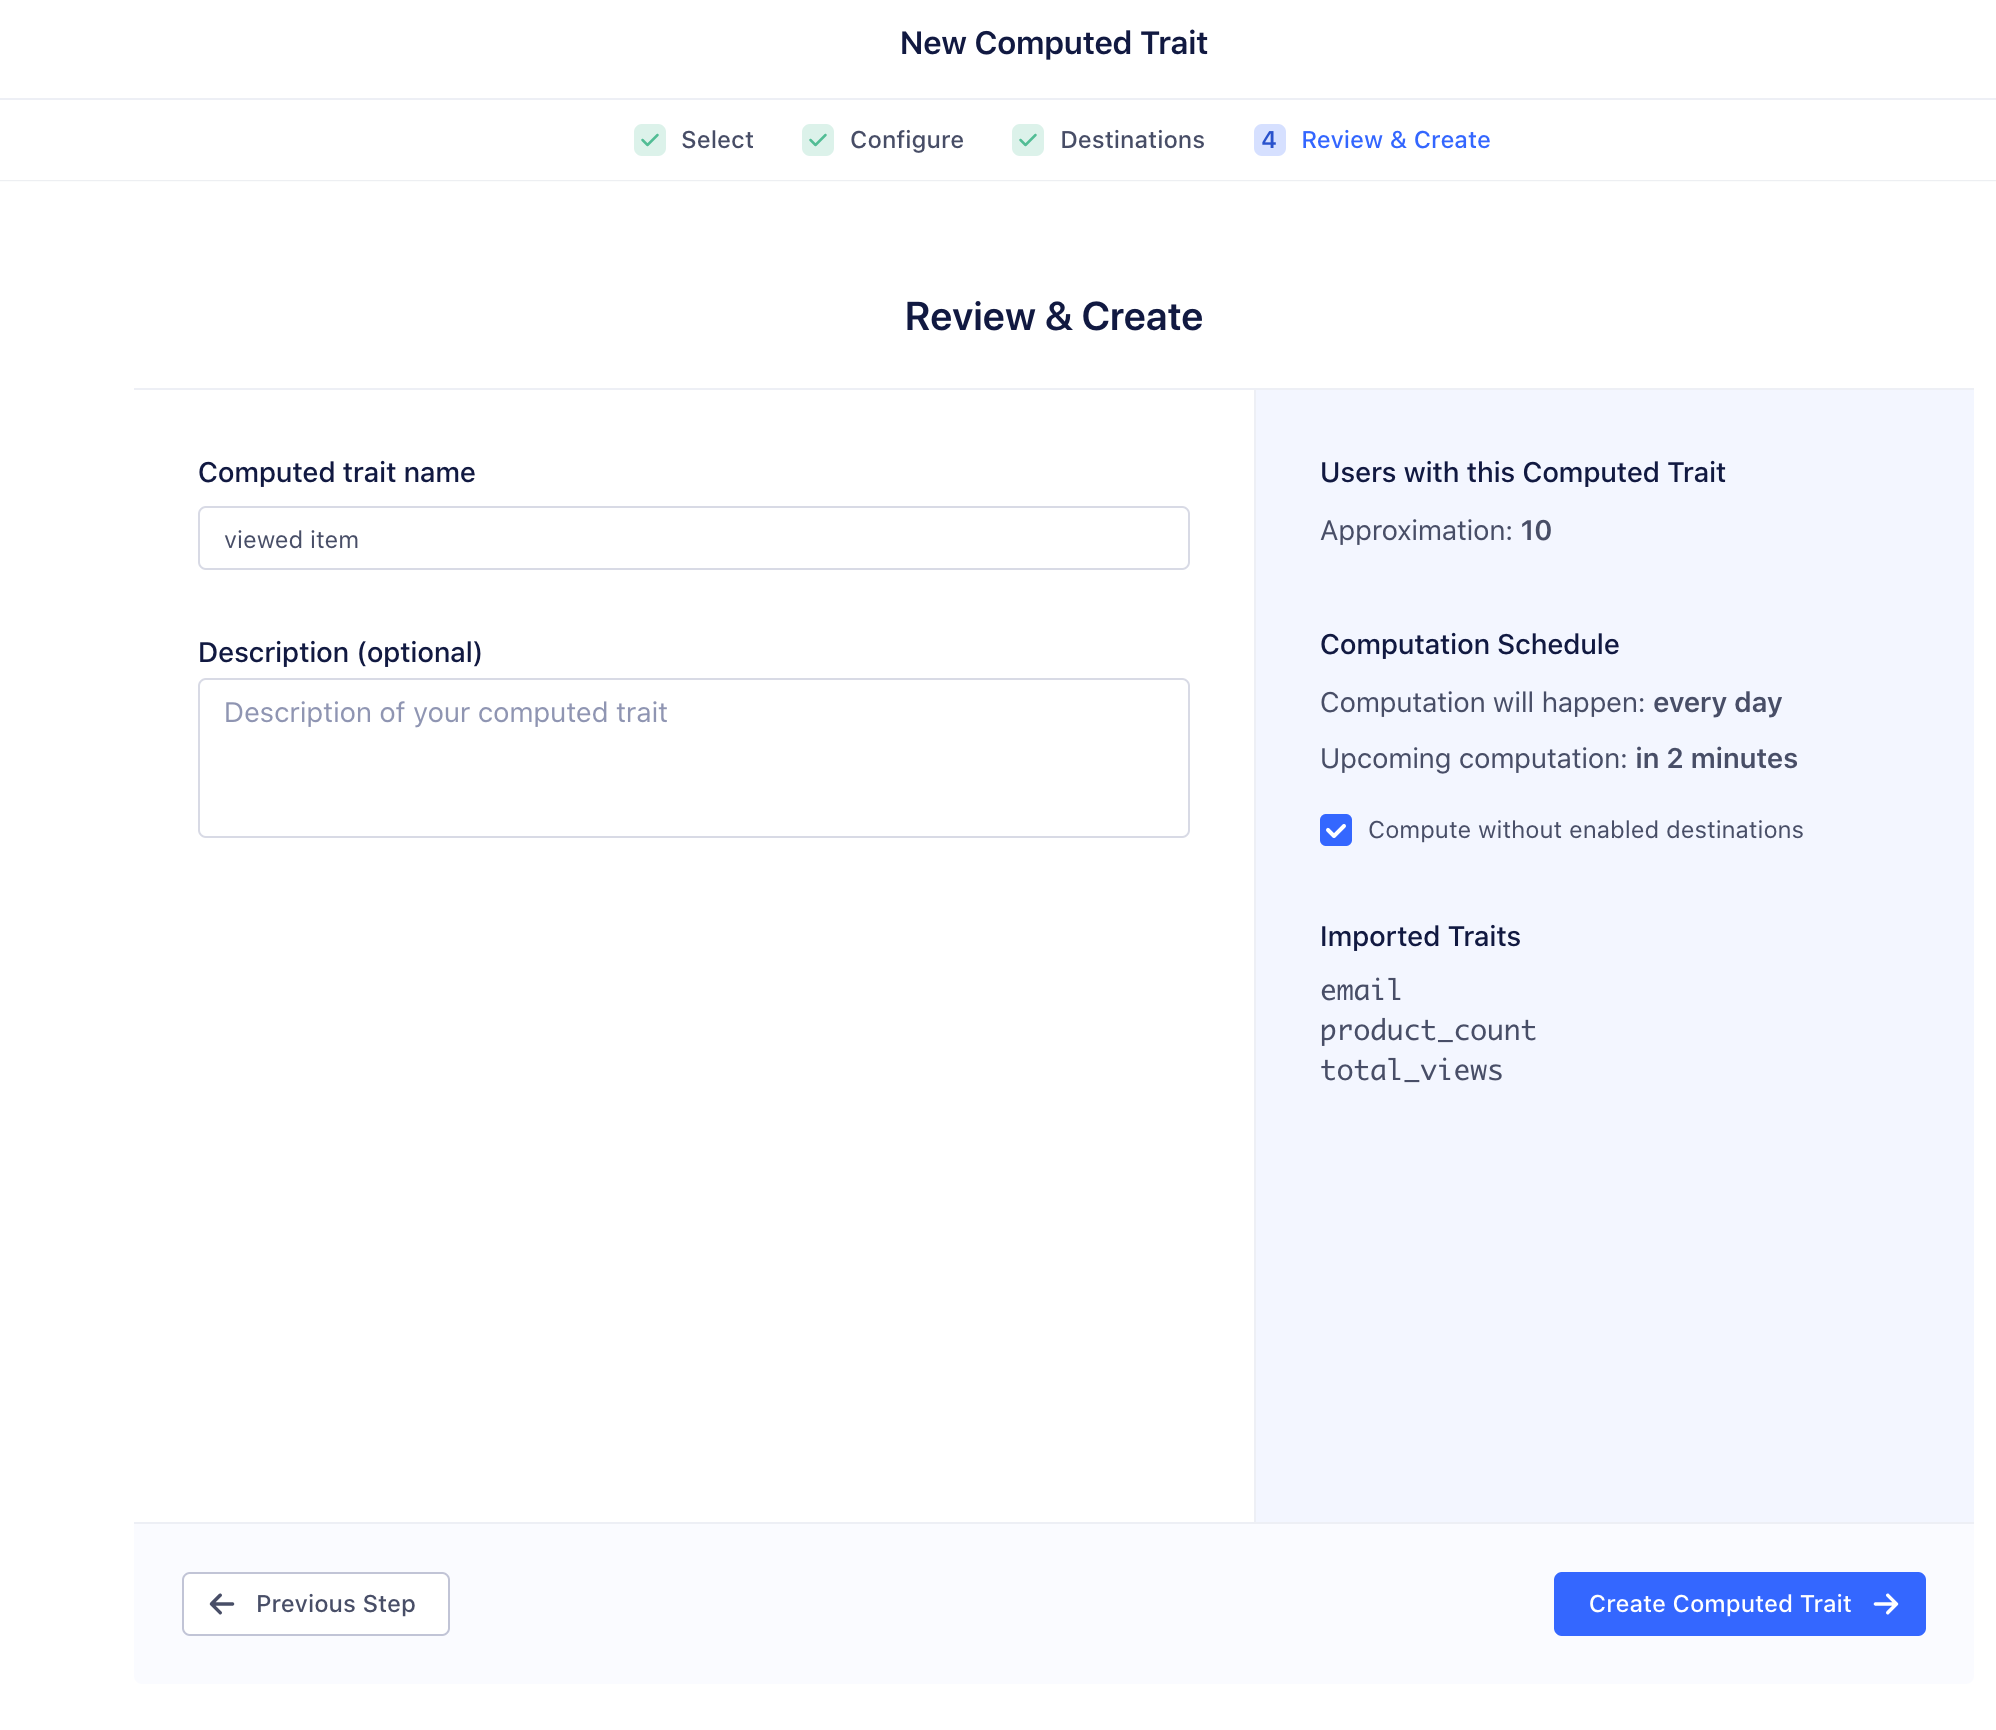 New Computed Trait
Select
Configure
Destinations
4 Review & Create
Review & Create
Computed trait name
viewed item
Description (optional)
Description of your computed trait
Users with this Computed Trait
Approximation: 10
Computation Schedule
Computation will happen: every day
Upcoming computation: in 2 minutes
Compute without enabled destinations
Imported Traits
email
product_count
total_views
Previous Step
Create Computed Trait